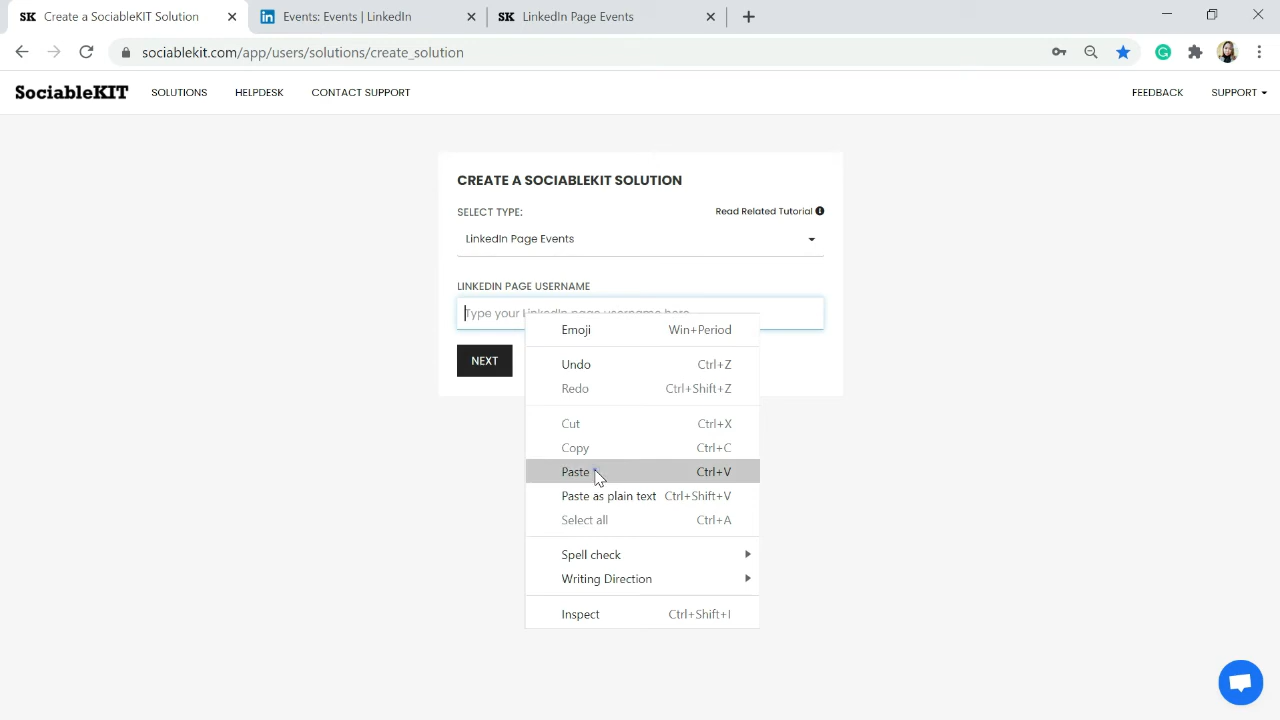 SK Create a SociableKIT Solution
in Events: Events | LinkedIn
SK LinkedIn Page Events
sociablekit.com/app/users/solutions/create_solution
SociableKIT SOLUTIONS HELPDESK CONTACT SUPPORT FEEDBACK SUPPORT
CREATE A SOCIABLEKIT SOLUTION
SELECT TYPE: Read Related Tutorial
LinkedIn Page Events
LINKEDIN PAGE USERNAME
Type your LinkedIn page username here
NEXT
Emoji Win+Period
Undo Ctrl+Z
Redo Ctrl+Shift+Z
Cut Ctrl+X
Copy Ctrl+C
Paste Ctrl+V
Paste as plain text Ctrl+Shift+V
Select all Ctrl+A
Spell check
Writing Direction
Inspect Ctrl+Shift+I